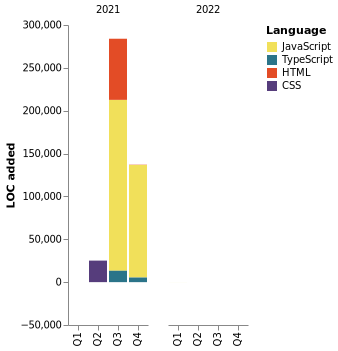 2021
2022
300,000
250,000
200,000
150,000
100,000
50,000
0
−50,000
LOC added
Q1
Q2
Q3
Q4
Q1
Q2
Q3
Q4
Language
JavaScript
TypeScript
HTML
CSS